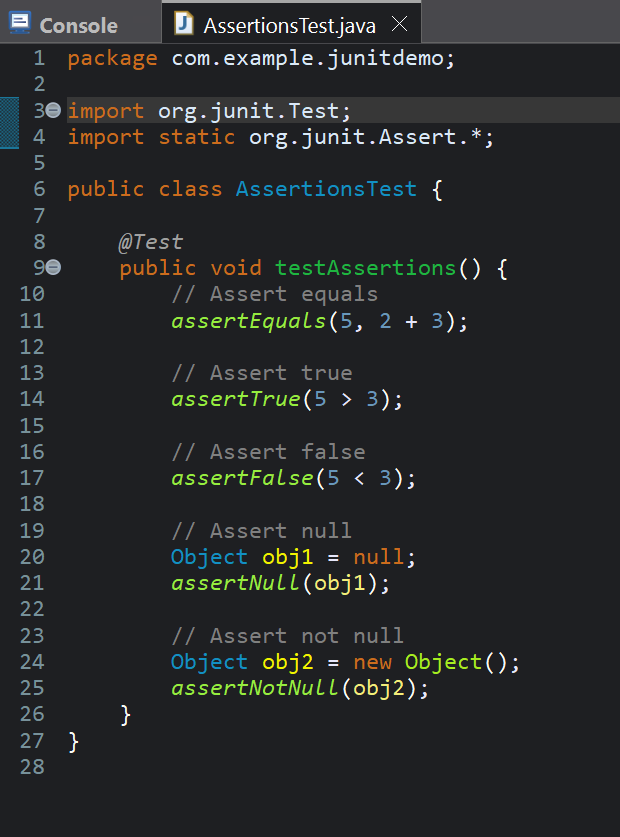 Console AssertionsTest.java
1 package com.example.junitdemo;
2
3 import org.junit.Test;
4 import static org.junit.Assert.*;
5
6 public class AssertionsTest {
7
8     @Test
9     public void testAssertions() {
10         // Assert equals
11         assertEquals(5, 2 + 3);
12
13         // Assert true
14         assertTrue(5 > 3);
15
16         // Assert false
17         assertFalse(5 < 3);
18
19         // Assert null
20         Object obj1 = null;
21         assertNull(obj1);
22
23         // Assert not null
24         Object obj2 = new Object();
25         assertNotNull(obj2);
26     }
27 }
28